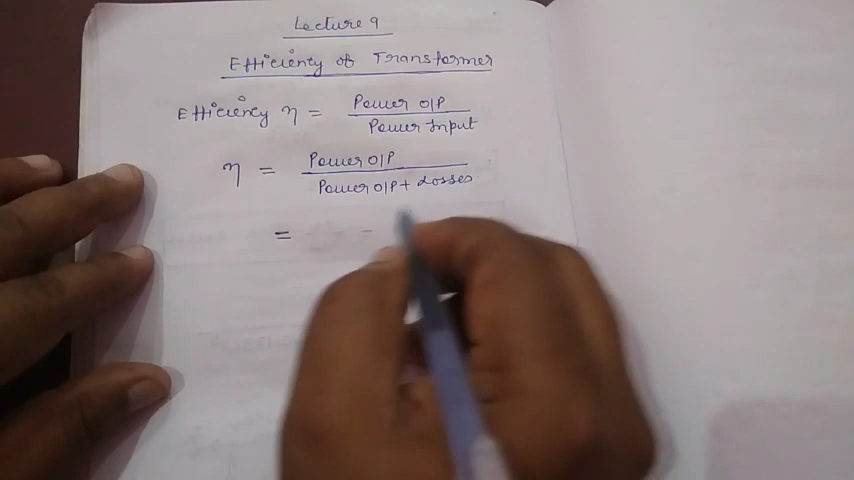 Lecture 9
Efficiency of Transformer
Efficiency η = Power O/P / Power Input
η = Power O/P / Power O/P + Losses
=